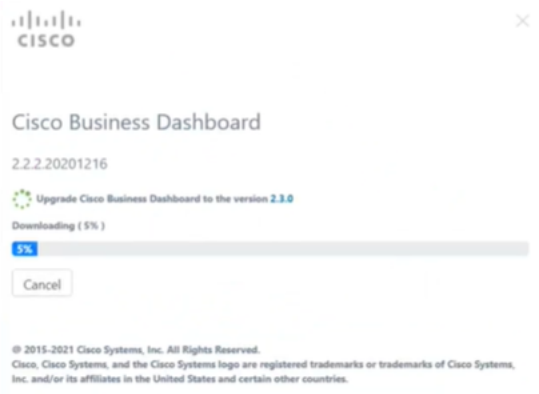 CISCO
Cisco Business Dashboard
2.2.2.20201216
Upgrade Cisco Business Dashboard to the version 2.3.0
Downloading ( 5% )
5%
Cancel
© 2015-2021 Cisco Systems, Inc. All Rights Reserved.
Cisco, Cisco Systems, and the Cisco Systems logo are registered trademarks or trademarks of Cisco Systems,
Inc. and/or its affiliates in the United States and certain other countries.